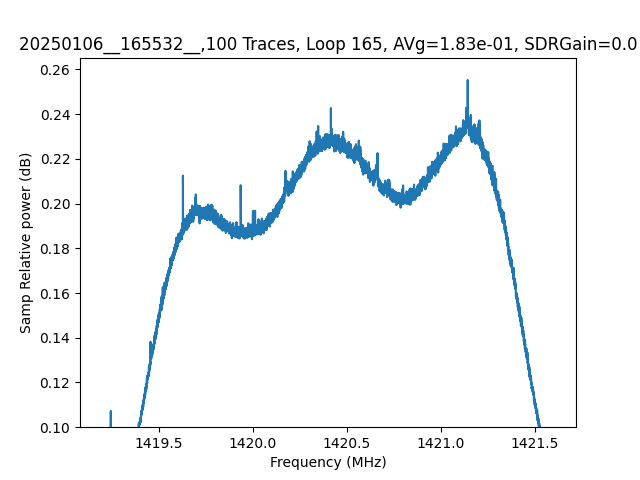 20250106__165532__,100 Traces, Loop 165, AVg=1.83e-01, SDRGain=0.0
0.26
0.24
0.22
0.20
0.18
0.16
0.14
0.12
0.10
Samp Relative power (dB)
1419.5 1420.0 1420.5 1421.0 1421.5
Frequency (MHz)